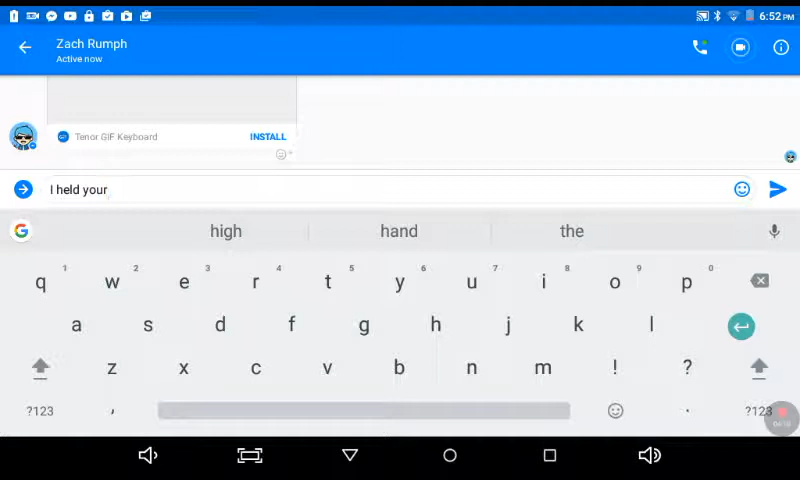 6:52 PM
Zach Rumph
Active now
Tenor GIF Keyboard
INSTALL
I held your
G
high hand the
q 1 w 2 e 3 r 4 t 5 y 6 u 7 i 8 o 9 p 0
a s d f g h j k l
z x c v b n m ! ?
?123 , . ?123